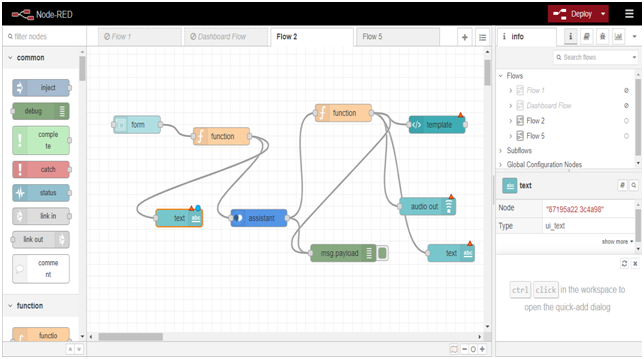 Node-RED
Deploy
filter nodes
Flow 1
Dashboard Flow
Flow 2
Flow 5
info
Search flows
common
inject
debug
comple
te
catch
status
link in
link out
comme
nt
function
functio
form
function
text
assistant
function
template
audio out
msg.payload
text
Flows
Flow 1
Dashboard Flow
Flow 2
Flow 5
Subflows
Global Configuration Nodes
text
Node "87195a22.3c4a98"
Type ui_text
show more
ctrl click in the workspace to
open the quick-add dialog